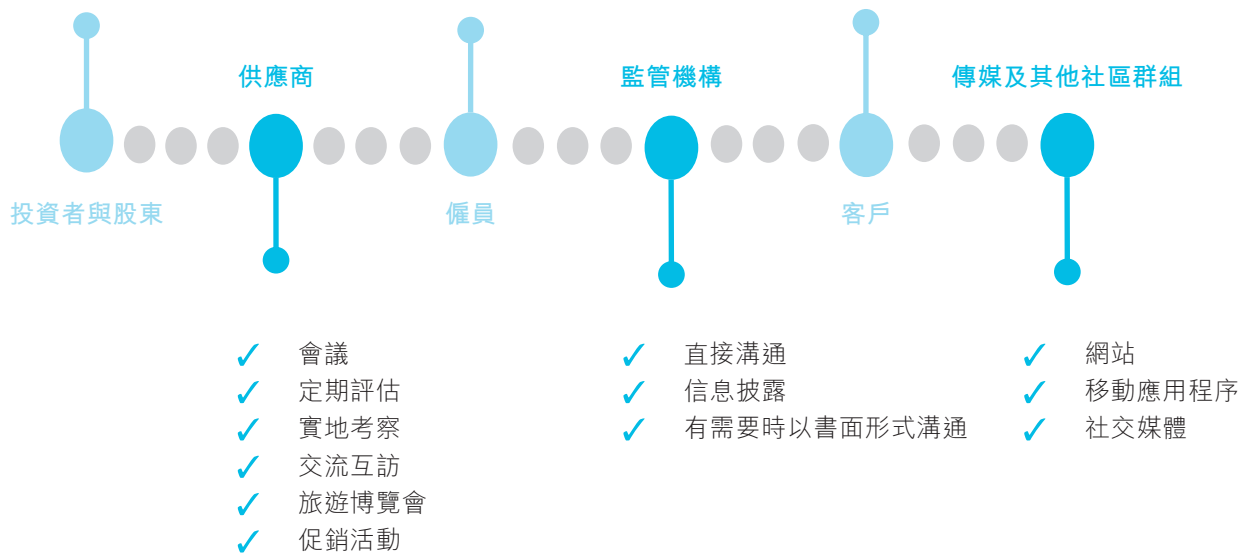 供應商
監管機構
傳媒及其他社區群組
投資者與股東
僱員
客戶
✓ 會議
✓ 定期評估
✓ 實地考察
✓ 交流互訪
✓ 旅遊博覽會
✓ 促銷活動
✓ 直接溝通
✓ 信息披露
✓ 有需要時以書面形式溝通
✓ 網站
✓ 移動應用程序
✓ 社交媒體